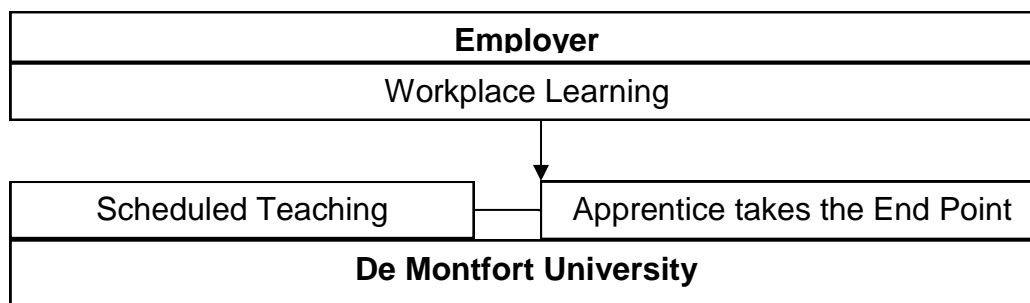 Employer
Workplace Learning
Scheduled Teaching
Apprentice takes the End Point
De Montfort University